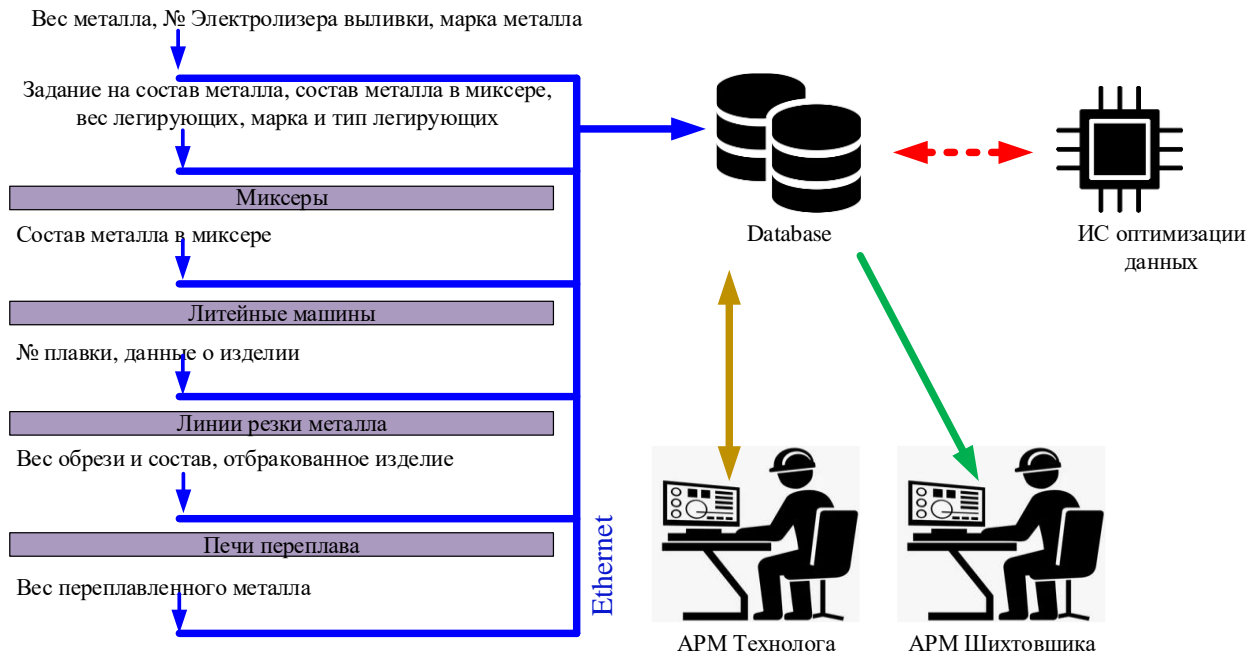 Вес металла, № Электролизера выливки, марка металла
Задание на состав металла, состав металла в миксере,
вес легирующих, марка и тип легирующих
Миксеры
Состав металла в миксере
Литейные машины
№ плавки, данные о изделии
Линии резки металла
Вес обрези и состав, отбракованное изделие
Печи переплава
Вес переплавленного металла
Ethernet
Database
ИС оптимизации
данных
АРМ Технолога
АРМ Шихтовшика